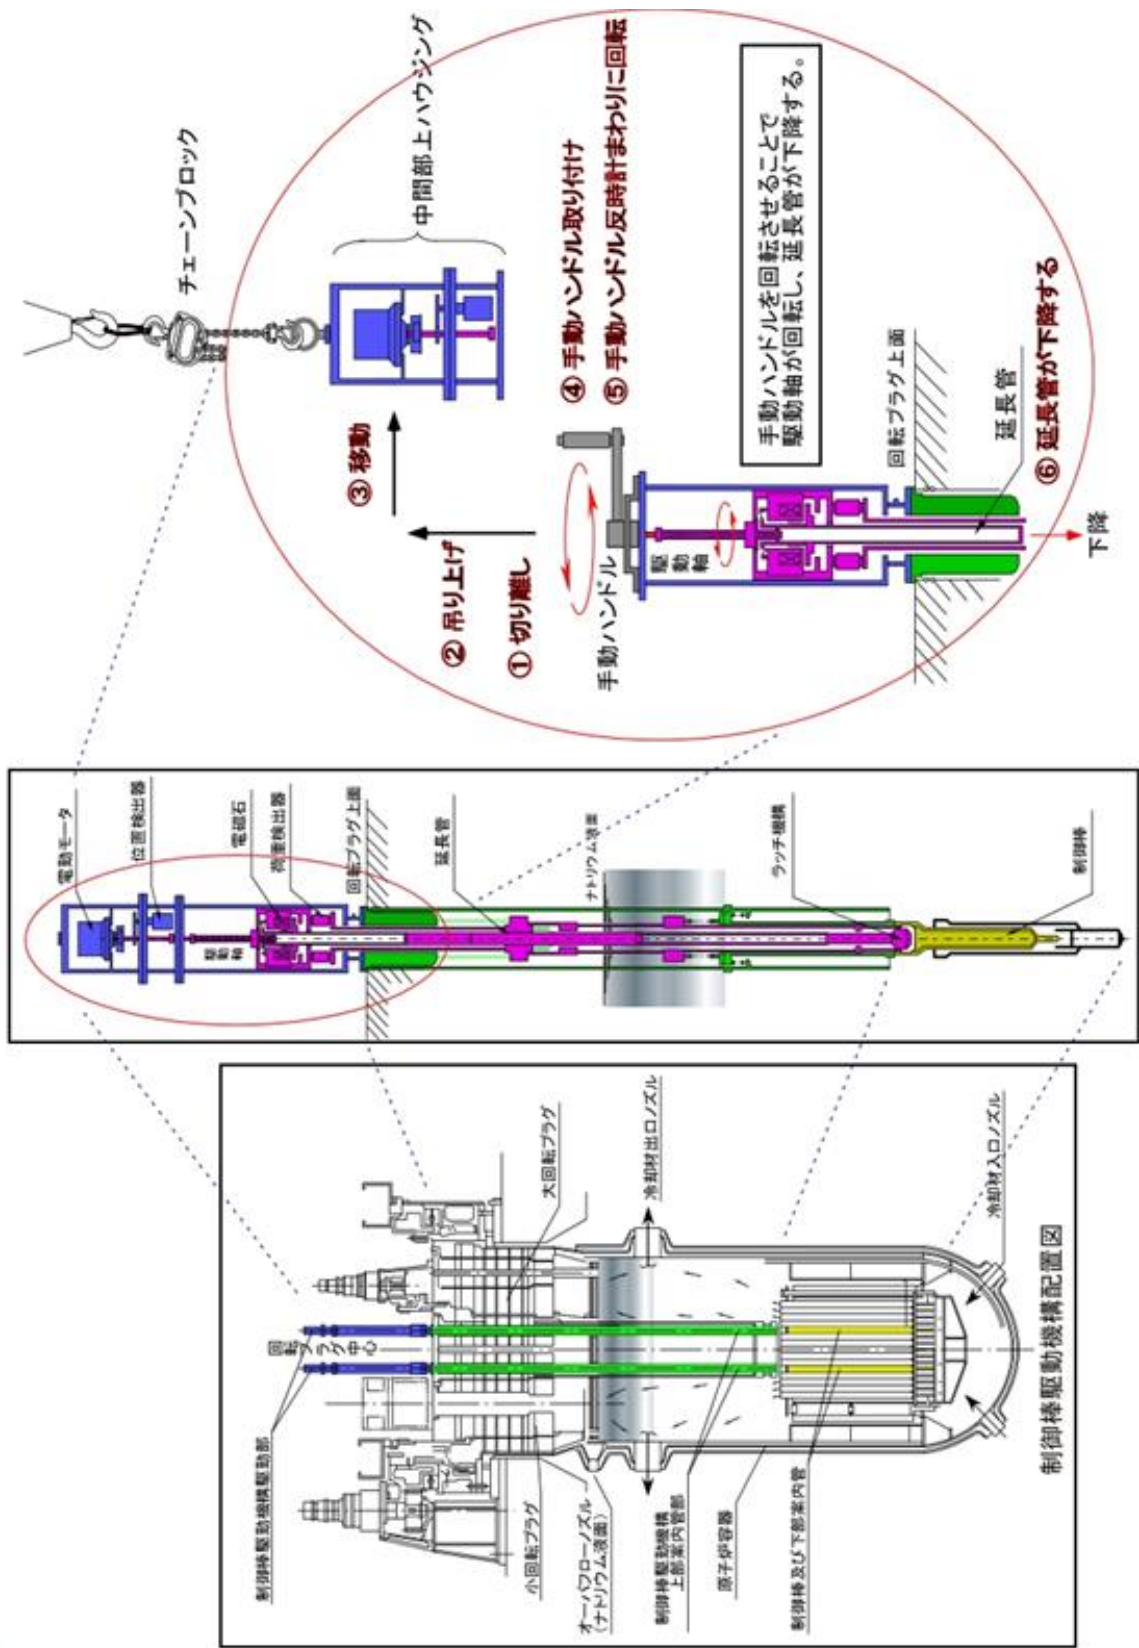 制御棒駆動機構駆動部
回転プラグ中心
小回転プラグ
オーバフローノズル
(ナトリウム液面)
制御棒駆動機構
上部案内管部
原子炉容器
制御棒及び下部案内管
大回転プラグ
冷却材出口ノズル
冷却材入口ノズル
制御棒駆動機構配置図
電動モータ
位置検出器
駆動軸
電磁石
荷重検出器
回転プラグ上面
延長管
ナトリウム液面
ラッチ機構
制御棒
チェーンブロック
中間部上ハウジング
③ 移動
② 吊り上げ
① 切り離し
④ 手動ハンドル取り付け
⑤ 手動ハンドル反時計まわりに回転
手動ハンドル
駆動軸
手動ハンドルを回転させることで
駆動軸が回転し、延長管が下降する。
回転プラグ上面
延長管
⑥ 延長管が下降する
下降